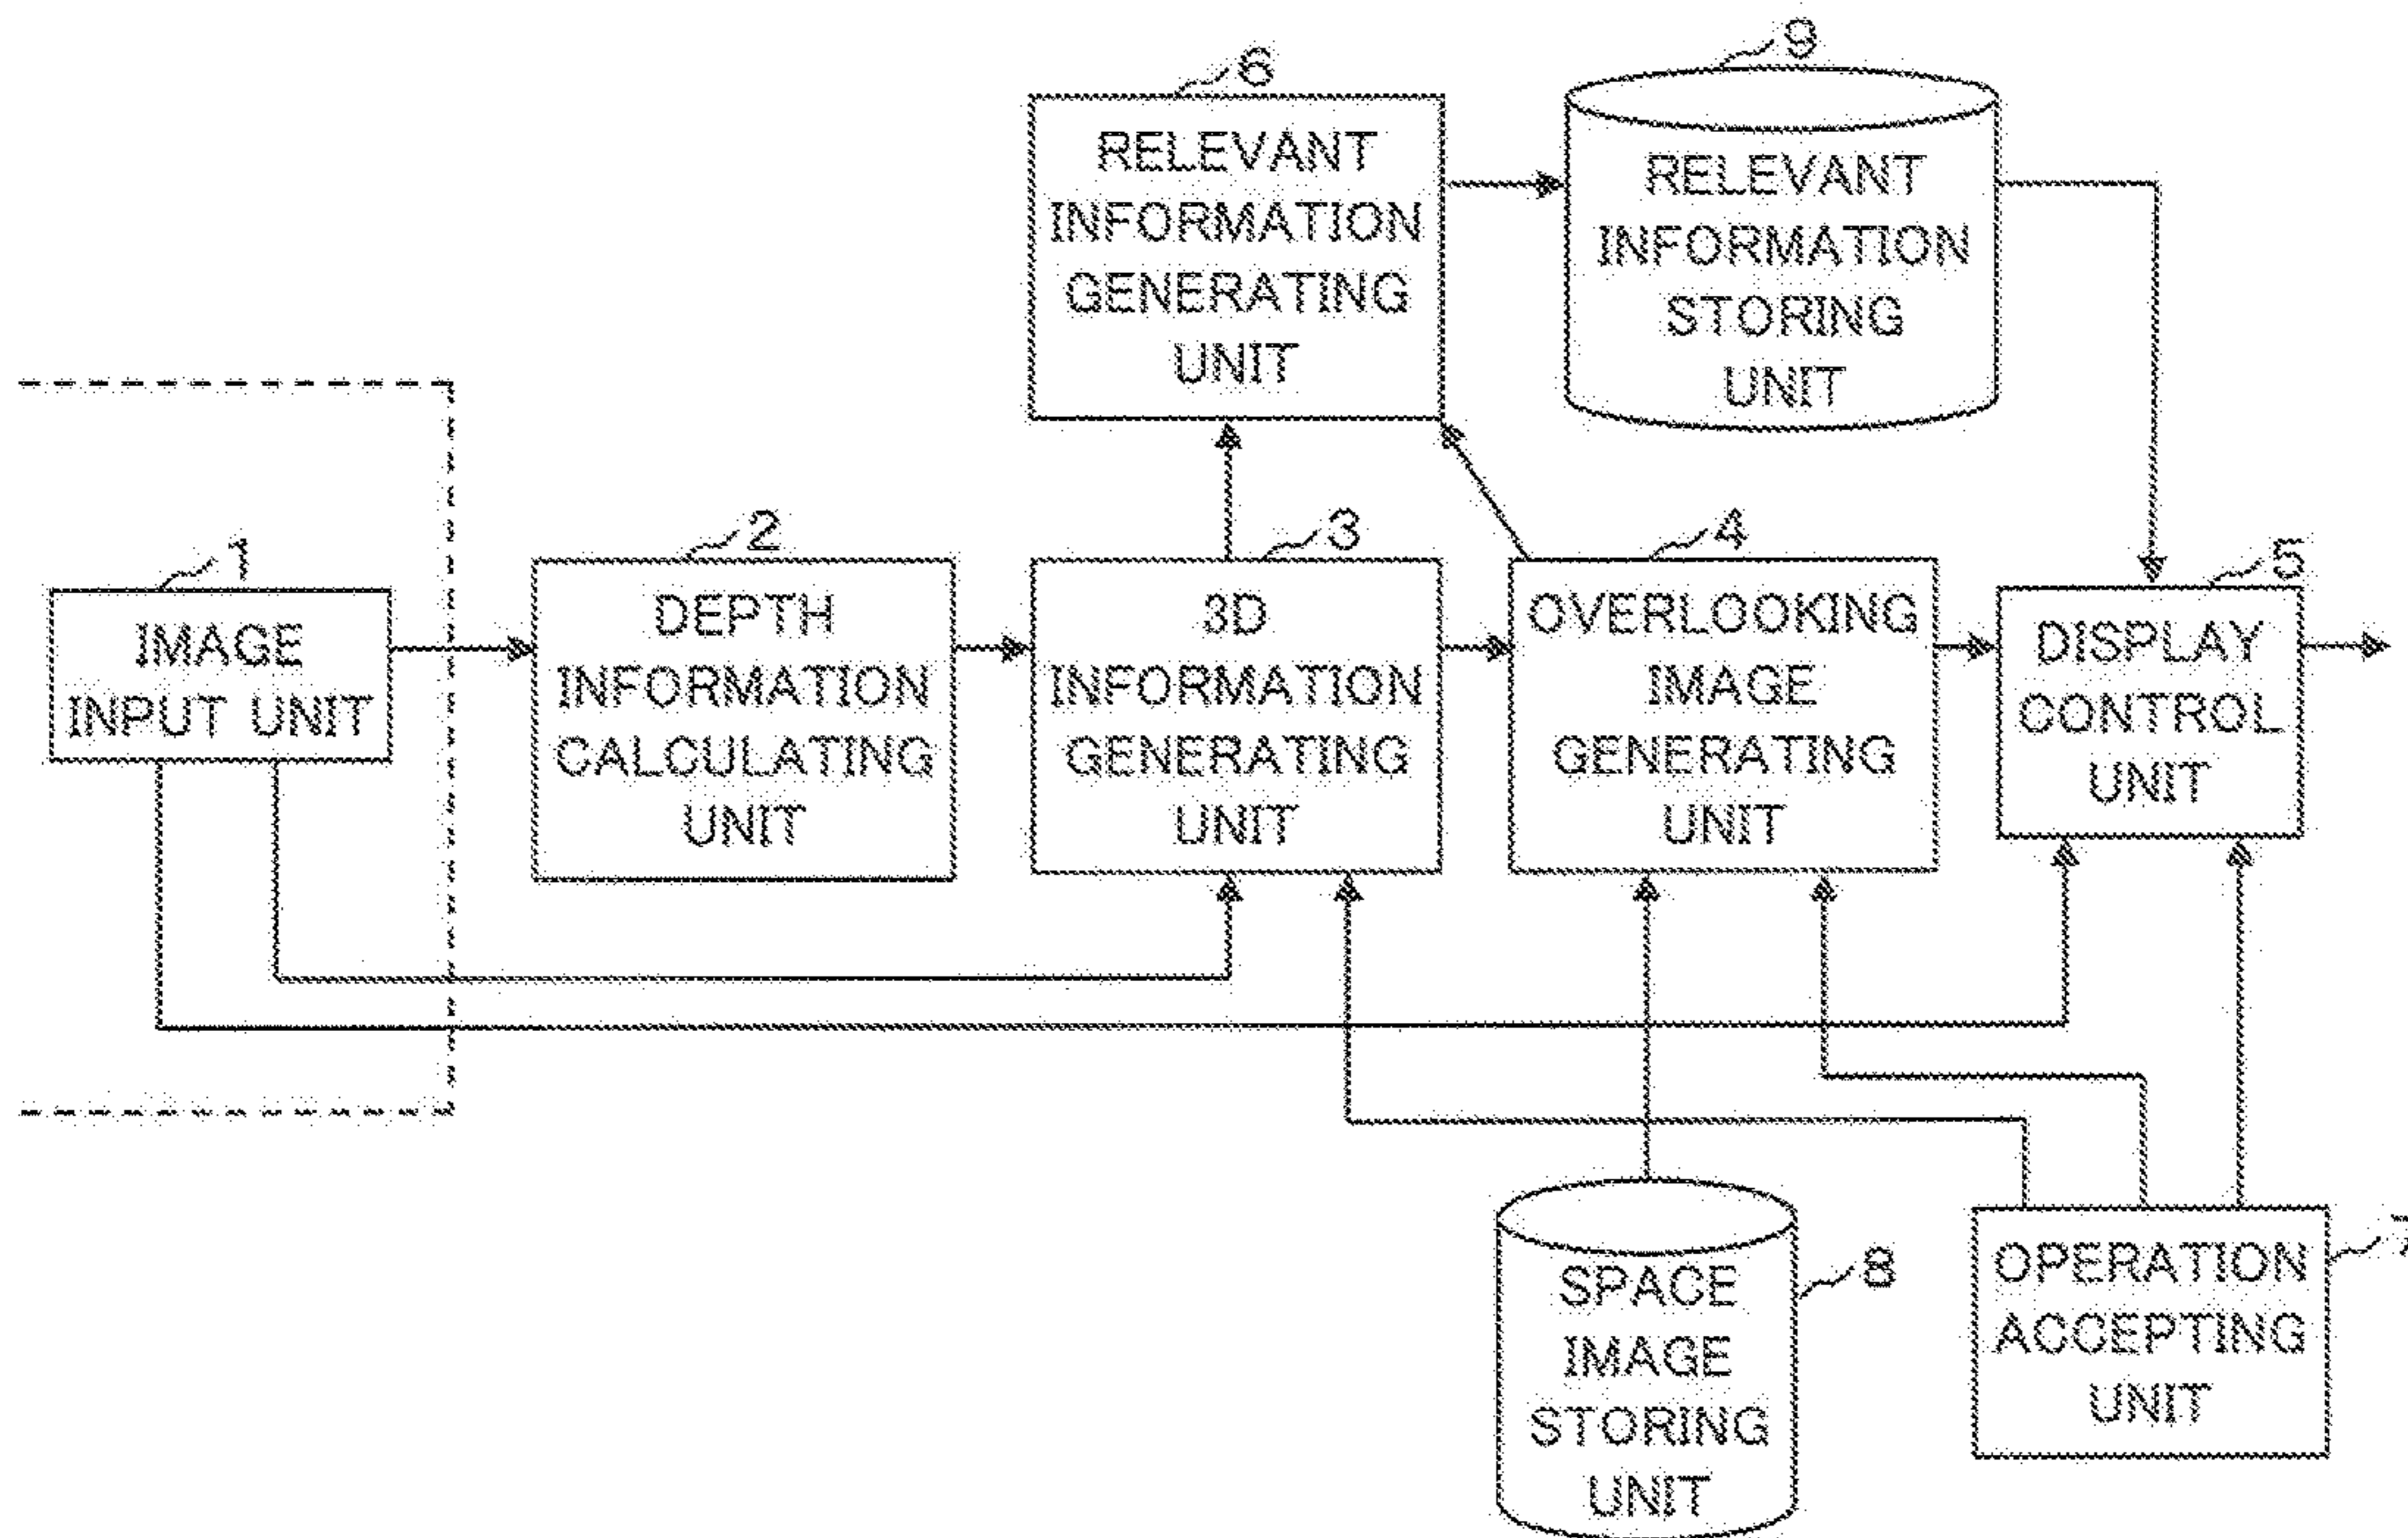 6
RELEVANT
INFORMATION
GENERATING
UNIT
9
RELEVANT
INFORMATION
STORING
UNIT
1
IMAGE
INPUT UNIT
2
DEPTH
INFORMATION
CALCULATING
UNIT
3
3D
INFORMATION
GENERATING
UNIT
4
OVERLOOKING
IMAGE
GENERATING
UNIT
5
DISPLAY
CONTROL
UNIT
8
SPACE
IMAGE
STORING
UNIT
7
OPERATION
ACCEPTING
UNIT